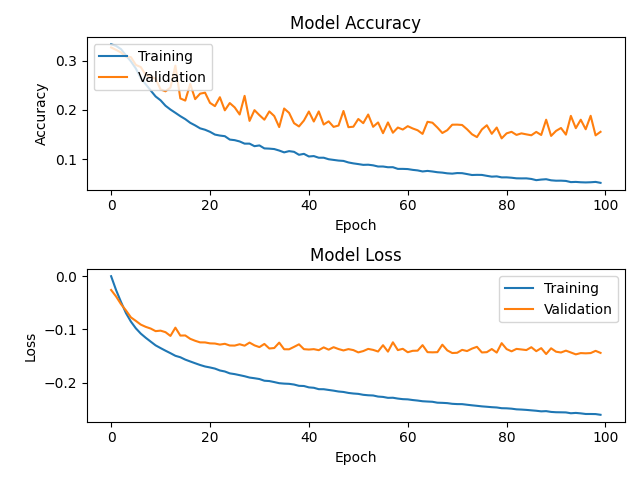 Model Accuracy
Training
Validation
0.3
0.2
0.1
Accuracy
0 20 40 60 80 100
Epoch
Model Loss
Training
Validation
0.0
−0.1
−0.2
Loss
0 20 40 60 80 100
Epoch